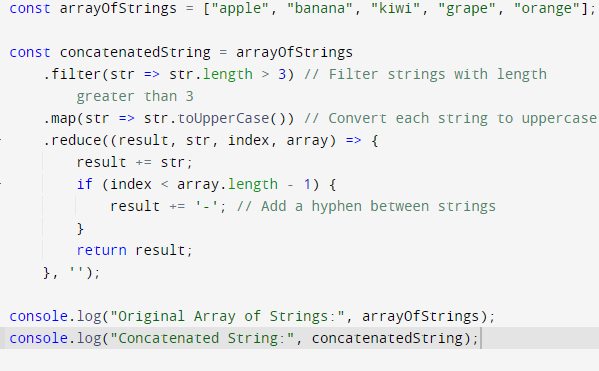 const arrayOfStrings = ["apple", "banana", "kiwi", "grape", "orange"];
const concatenatedString = arrayOfStrings
.filter(str => str.length > 3) // Filter strings with length
greater than 3
.map(str => str.toUpperCase()) // Convert each string to uppercase
.reduce((result, str, index, array) => {
result += str;
if (index < array.length - 1) {
result += '-'; // Add a hyphen between strings
}
return result;
}, '');
console.log("Original Array of Strings:", arrayOfStrings);
console.log("Concatenated String:", concatenatedString);